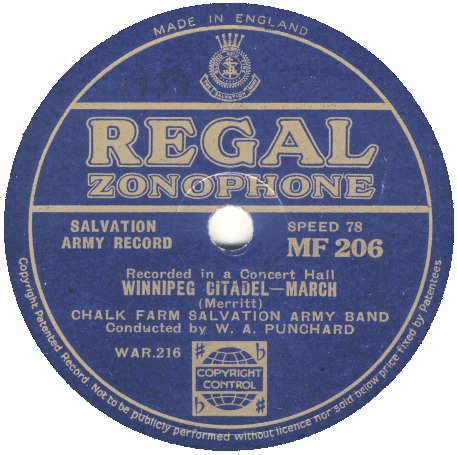 MADE IN ENGLAND
REGAL
ZONOPHONE
SALVATION
ARMY RECORD
SPEED 78
MF 206
Recorded in a Concert Hall
WINNIPEG CITADEL—MARCH
(Merritt)
CHALK FARM SALVATION ARMY BAND
Conducted by W. A. PUNCHARD
WAR.216
COPYRIGHT
CONTROL
Copyright Patented Record. Not to be publicly performed without licence nor sold below price fixed by Patentees.